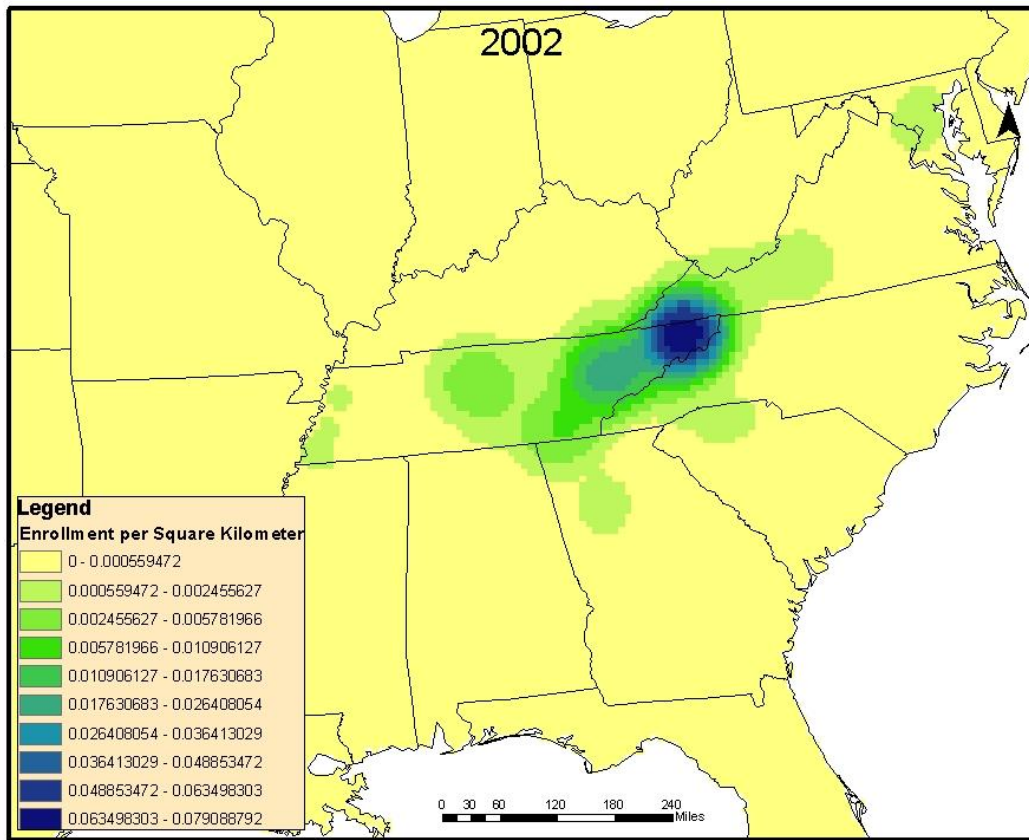 2002
N
Legend
Enrollment per Square Kilometer
0 - 0.000559472
0.000559472 - 0.002455627
0.002455627 - 0.005781966
0.005781966 - 0.010906127
0.010906127 - 0.017630683
0.017630683 - 0.026408054
0.026408054 - 0.036413029
0.036413029 - 0.048853472
0.048853472 - 0.063498303
0.063498303 - 0.079088792
0 30 60 120 180 240
Miles